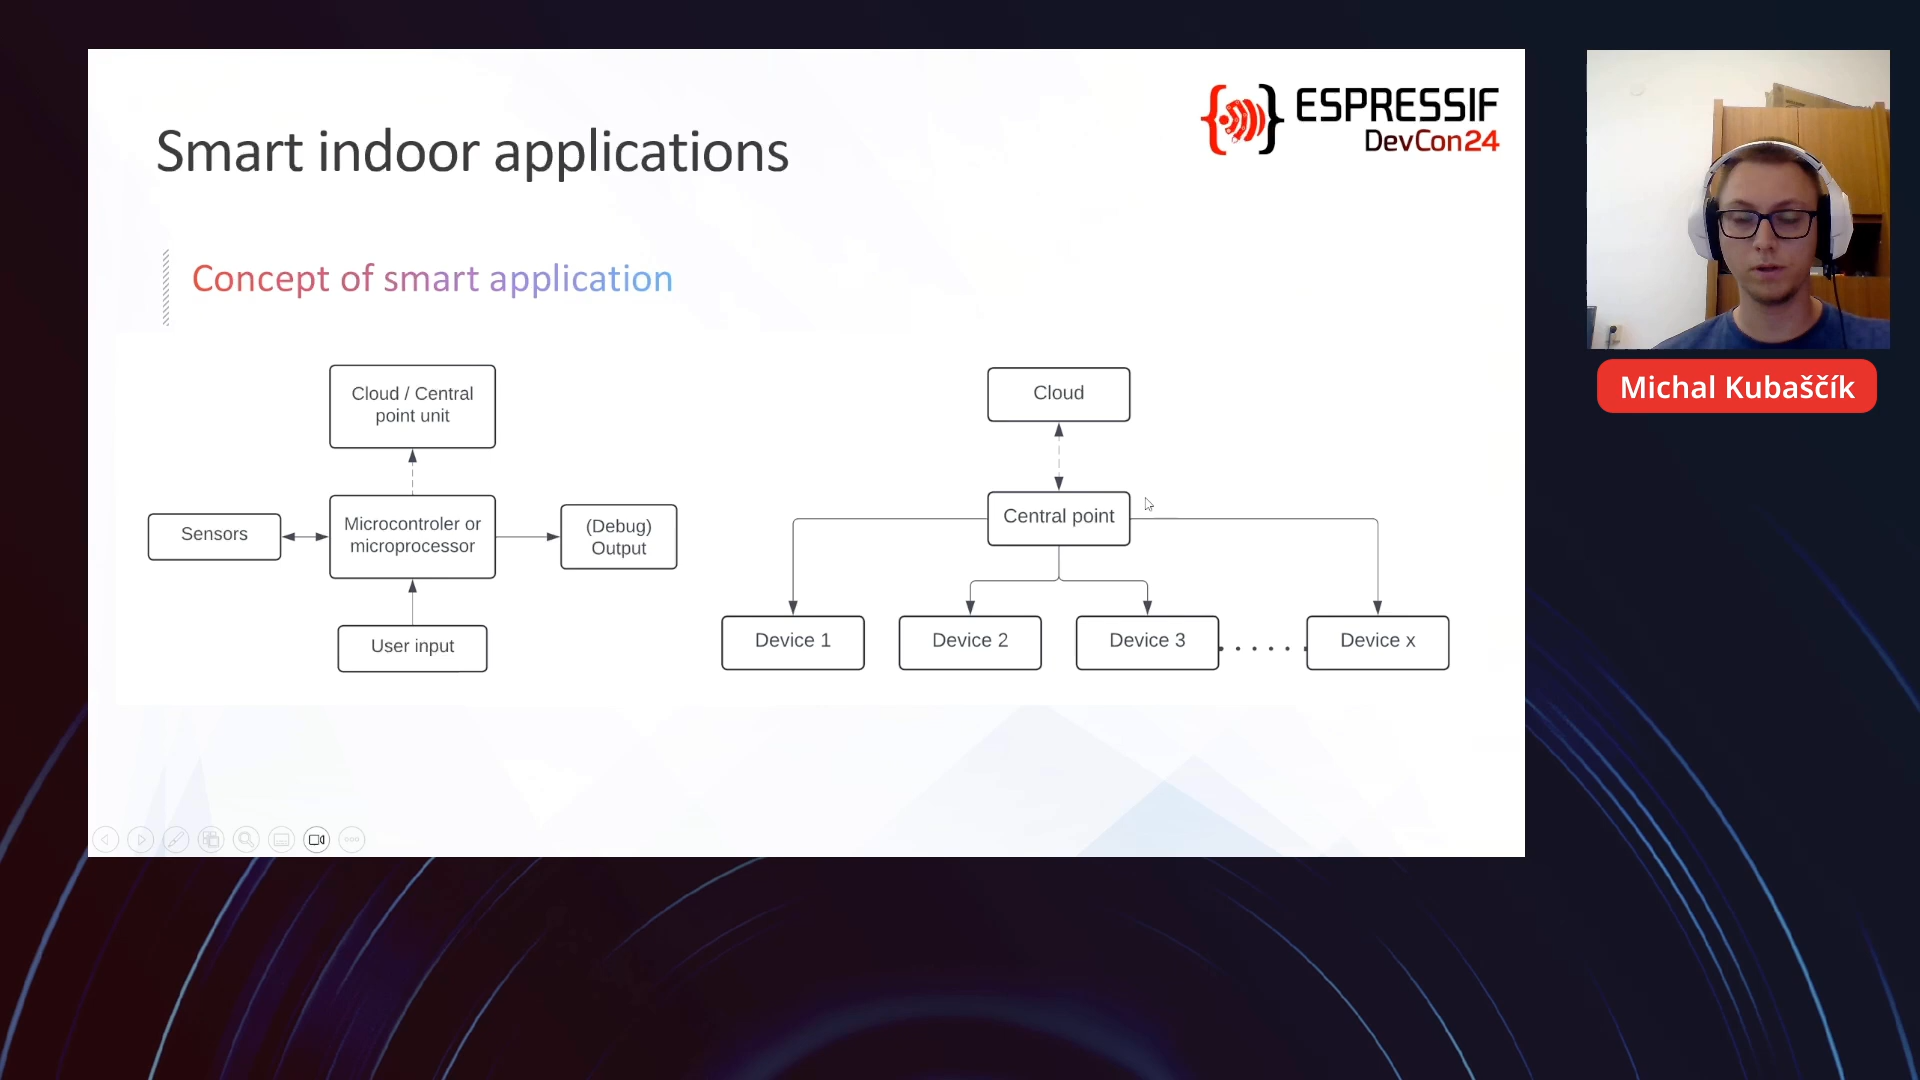 Smart indoor applications
ESPRESSIF
DevCon24
Concept of smart application
Cloud / Central
point unit
Sensors
Microcontroler or
microprocessor
(Debug)
Output
User input
Cloud
Central point
Device 1
Device 2
Device 3
Device x
Michal Kubaščík